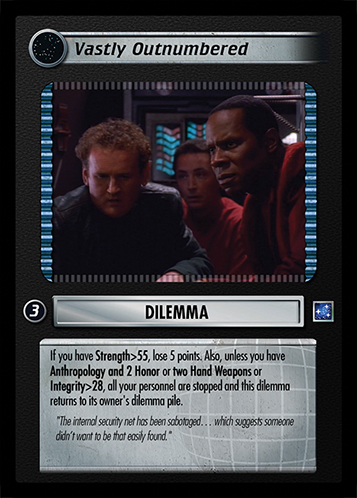 Vastly Outnumbered
3
DILEMMA
If you have Strength>55, lose 5 points. Also, unless you have
Anthropology and 2 Honor or two Hand Weapons or
Integrity>28, all your personnel are stopped and this dilemma
returns to its owner's dilemma pile.
"The internal security net has been sabotaged... which suggests someone
didn't want to be that easily found."